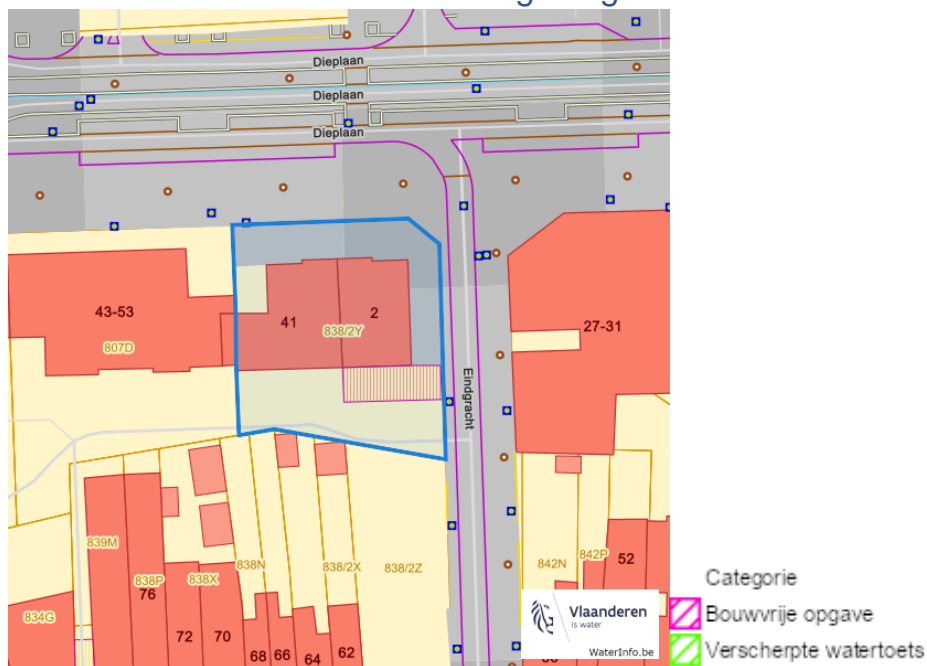 Dieplaan
Dieplaan
Dieplaan
43-53
807D
41
2
838/2Y
27-31
Eindgracht
839M
838P
76
838X
838N
838/2X
838/2Z
842N
842P
52
834G
72
70
68
66
64
62
Vlaanderen
is water
WaterInfo.be
Categorie
Bouwvrije opgave
Verscherpte watertoets